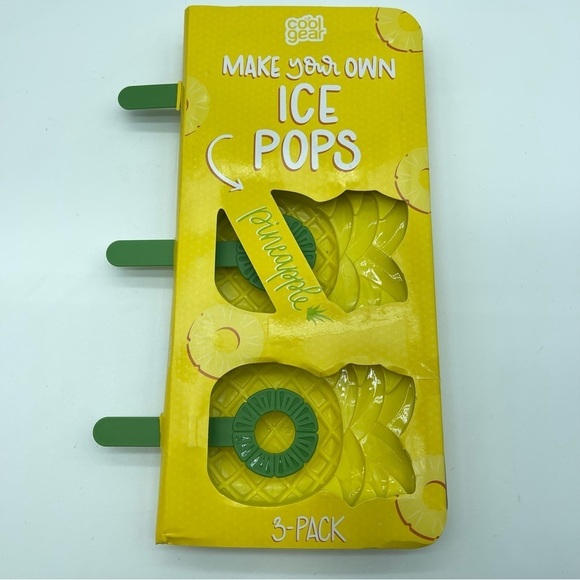 cool
gear
MAKE your OWN
ICE
POPS
pineapple
3-PACK